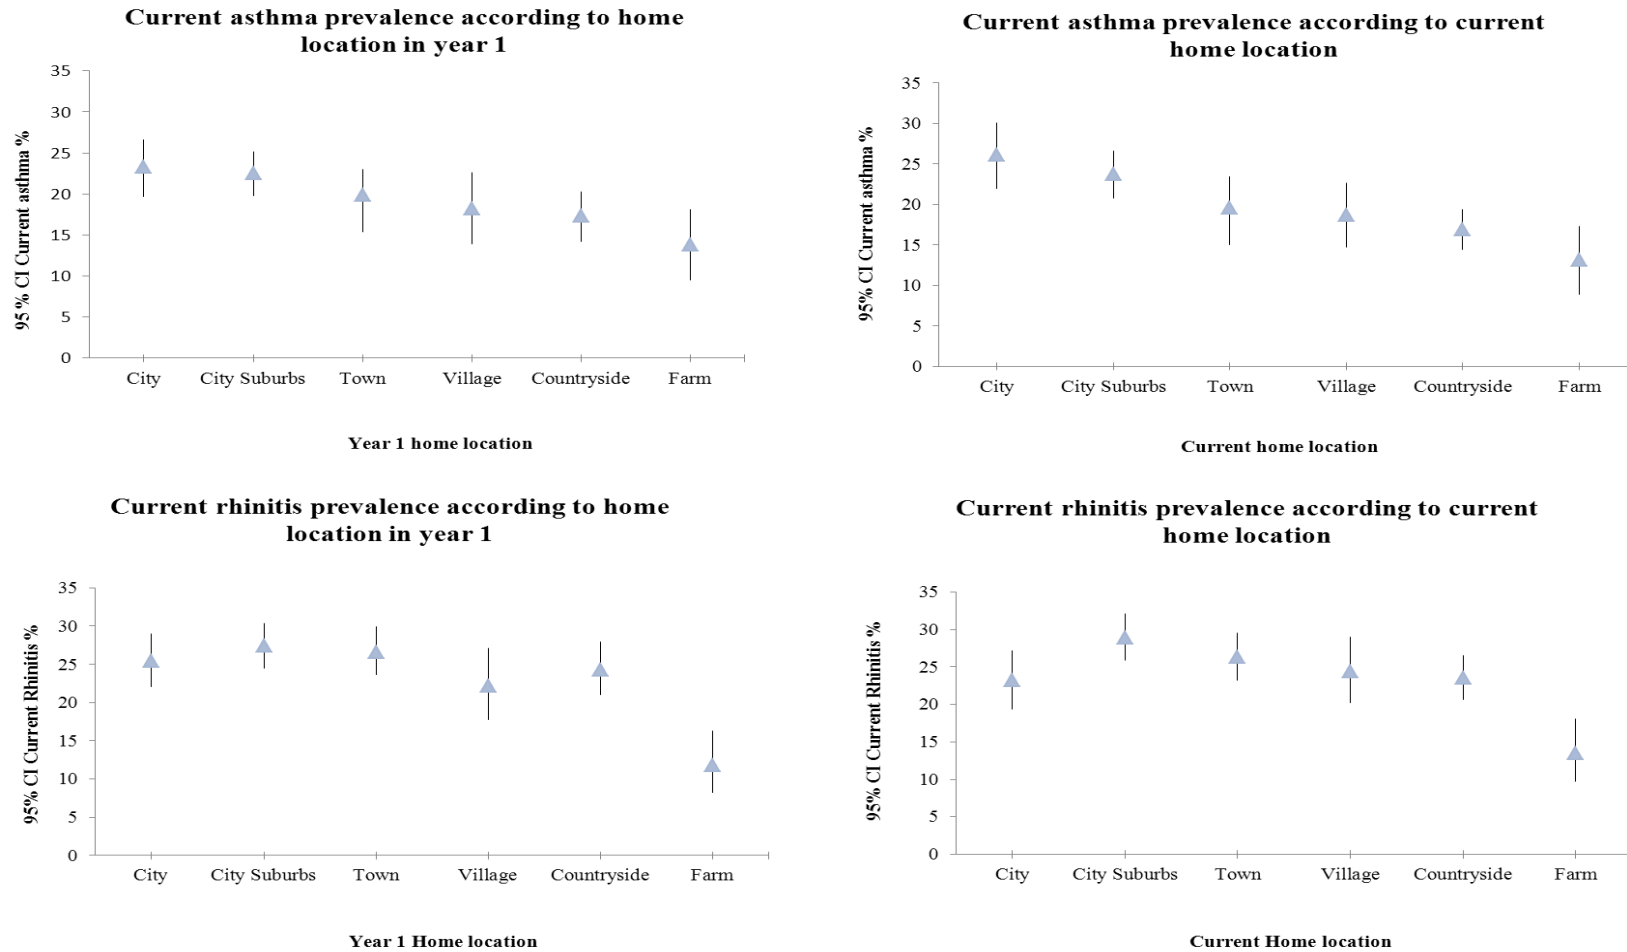 Current asthma prevalence according to home
location in year 1
35
30
25
20
15
10
5
0
95% CI Current asthma %
City
City Suburbs
Town
Village
Countryside
Farm
Year 1 home location
Current asthma prevalence according to current
home location
35
30
25
20
15
10
5
0
95% CI Current asthma %
City
City Suburbs
Town
Village
Countryside
Farm
Current home location
Current rhinitis prevalence according to home
location in year 1
35
30
25
20
15
10
5
0
95% CI Current Rhinitis %
City
City Suburbs
Town
Village
Countryside
Farm
Year 1 Home location
Current rhinitis prevalence according to current
home location
35
30
25
20
15
10
5
0
95% CI Current Rhinitis %
City
City Suburbs
Town
Village
Countryside
Farm
Current Home location